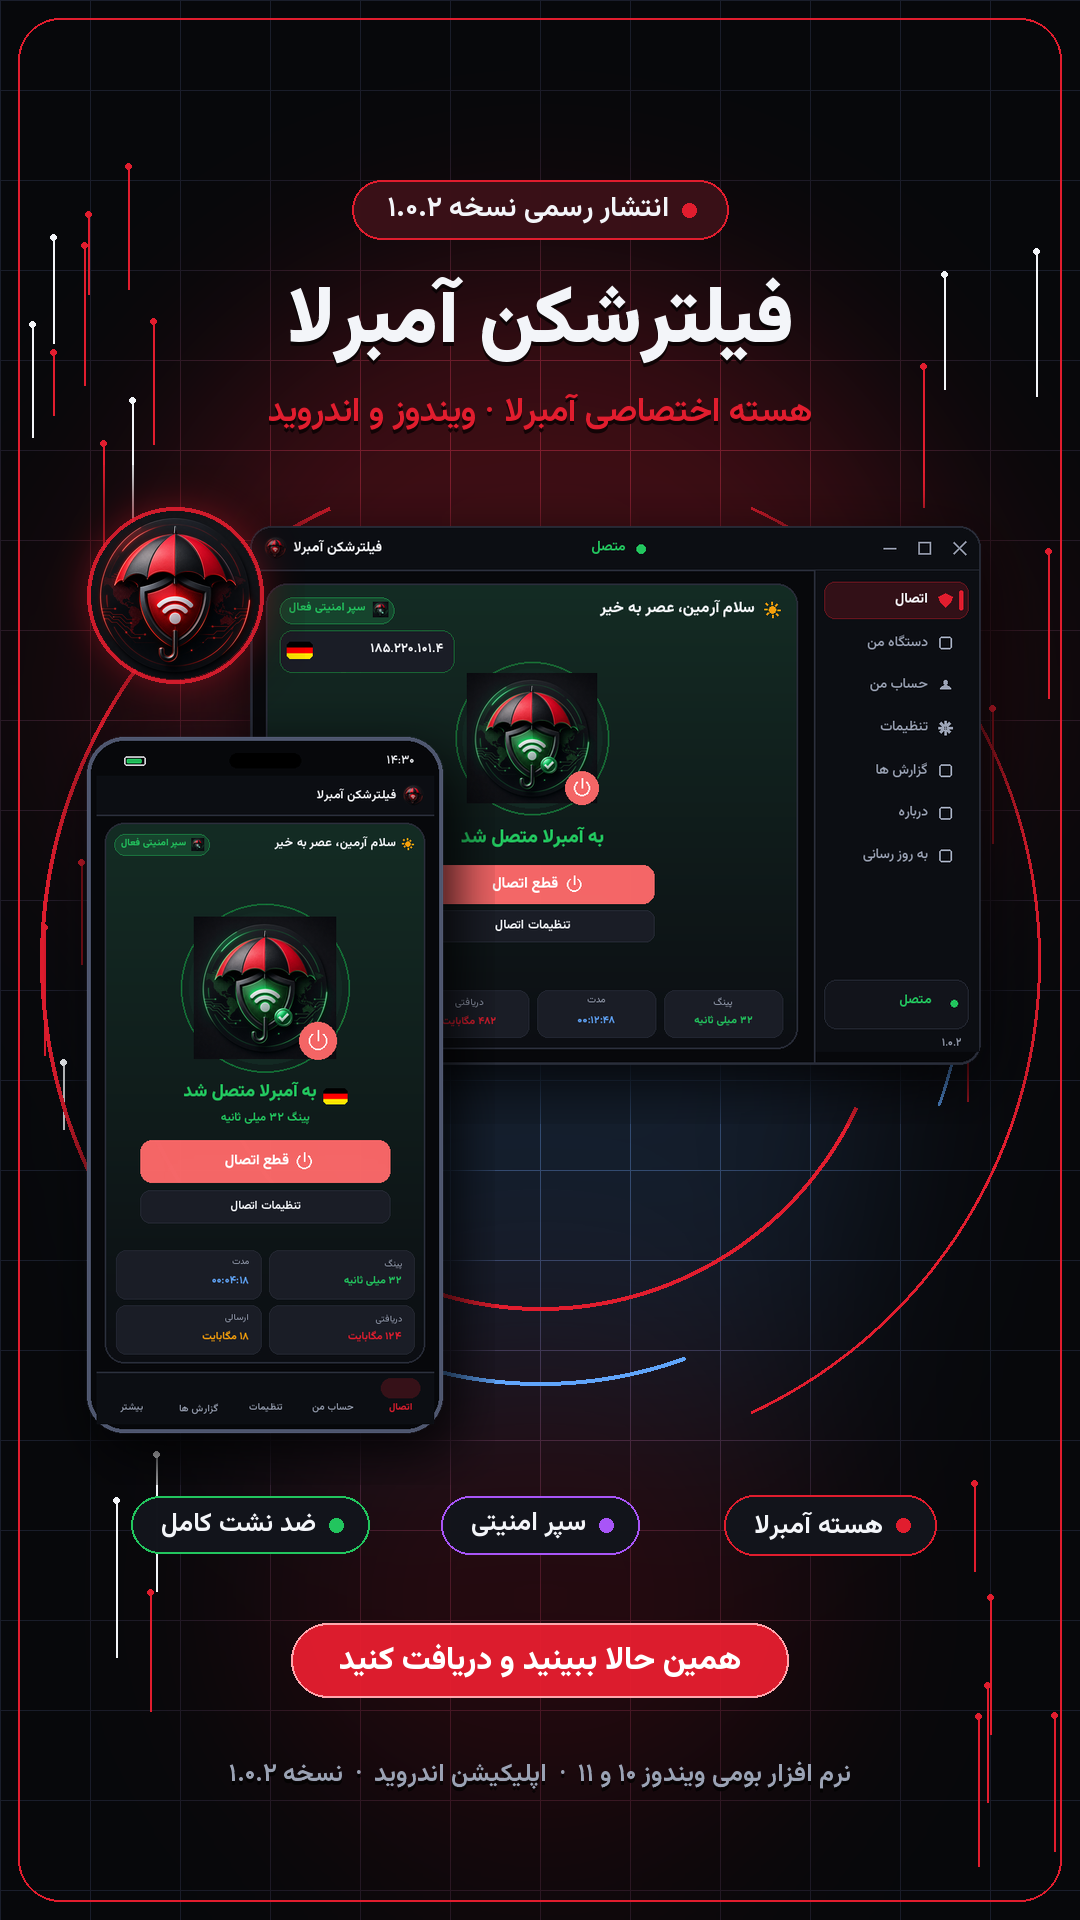 انتشار رسمی نسخه ۱.۰.۲
فیلترشکن آمبرلا
هسته اختصاصی آمبرلا · ویندوز و اندروید
فیلترشکن آمبرلا
متصل
سلام آرمین، عصر به خیر
سپر امنیتی فعال
۱۸۵.۲۲۰.۱۰۱.۴
به آمبرلا متصل شد
قطع اتصال
تنظیمات اتصال
پینگ
۳۲ میلی ثانیه
مدت
۰۰:۱۲:۴۸
دریافتی
۴۸۲ مگابایت
اتصال
دستگاه من
حساب من
تنظیمات
گزارش ها
درباره
به روز رسانی
متصل
۱.۰.۲
۱۴:۳۰
فیلترشکن آمبرلا
سلام آرمین، عصر به خیر
سپر امنیتی فعال
به آمبرلا متصل شد
پینگ ۳۲ میلی ثانیه
قطع اتصال
تنظیمات اتصال
پینگ
۳۲ میلی ثانیه
مدت
۰۰:۰۴:۱۸
دریافتی
۱۲۴ مگابایت
ارسالی
۱۸ مگابایت
اتصال
حساب من
تنظیمات
گزارش ها
بیشتر
هسته آمبرلا
سپر امنیتی
ضد نشت کامل
همین حالا ببینید و دریافت کنید
نرم افزار بومی ویندوز ۱۰ و ۱۱ · اپلیکیشن اندروید · نسخه ۱.۰.۲